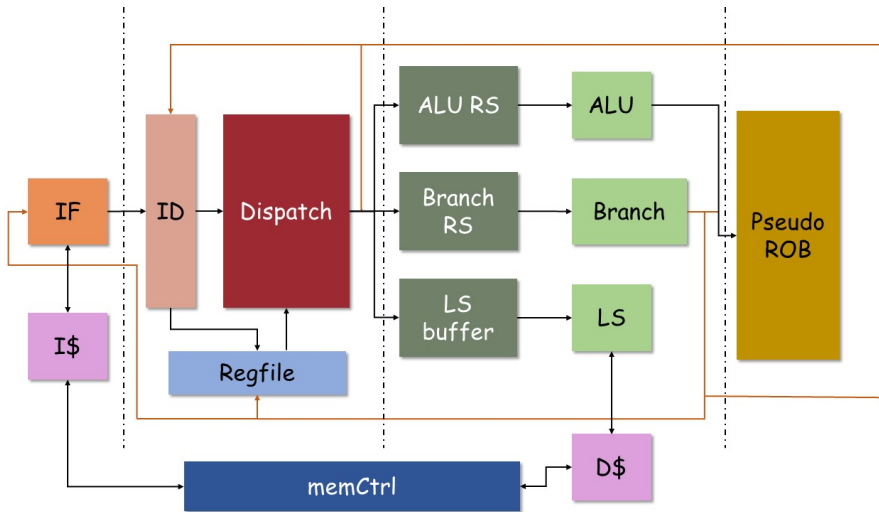 ALU RS
ALU
IF
ID
Dispatch
Branch
RS
Branch
Pseudo
ROB
I$
Regfile
LS
buffer
LS
memCtrl
D$